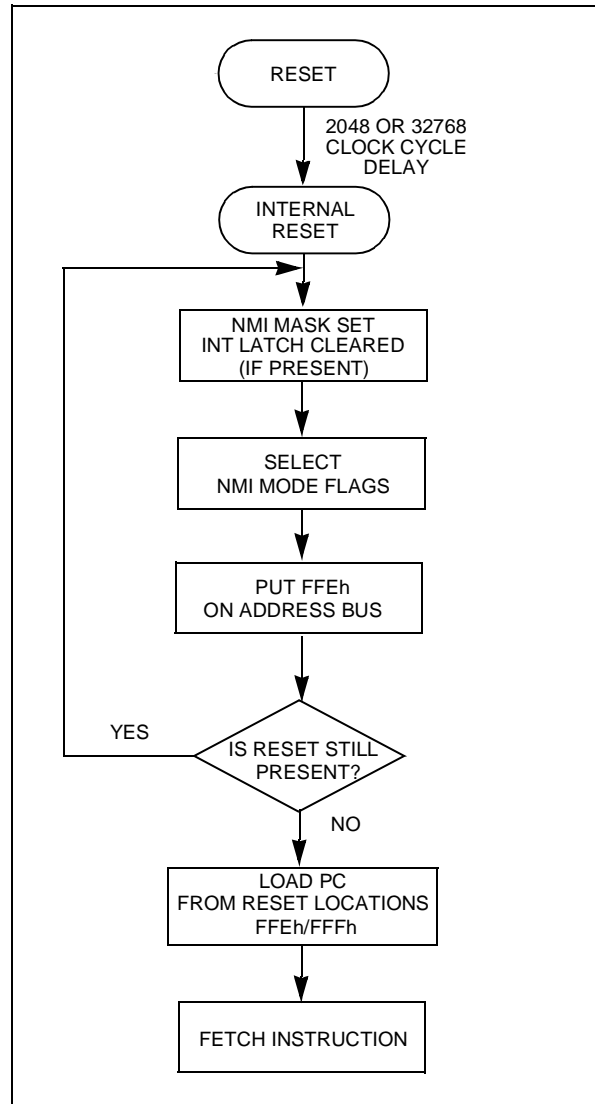 RESET
2048 OR 32768
CLOCK CYCLE
DELAY
INTERNAL
RESET
NMI MASK SET
INT LATCH CLEARED
(IF PRESENT)
SELECT
NMI MODE FLAGS
PUT FFEh
ON ADDRESS BUS
YES
IS RESET STILL
PRESENT?
NO
LOAD PC
FROM RESET LOCATIONS
FFEh/FFFh
FETCH INSTRUCTION